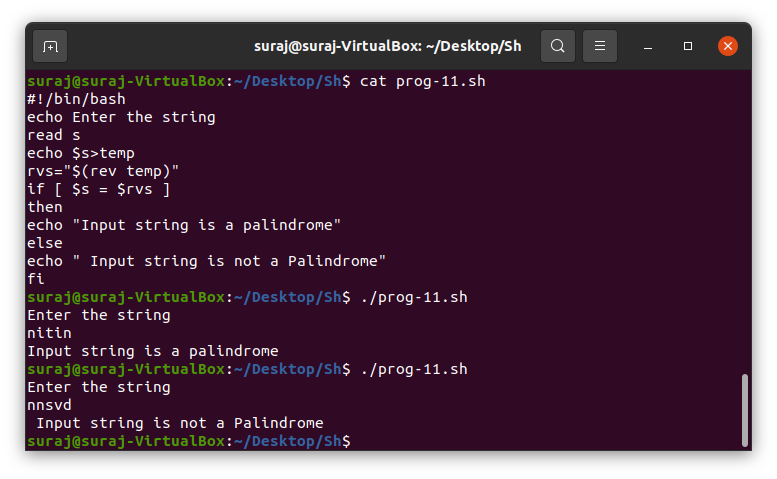 suraj@suraj-VirtualBox: ~/Desktop/Sh
suraj@suraj-VirtualBox:~/Desktop/Sh$ cat prog-11.sh
#!/bin/bash
echo Enter the string
read s
echo $s>temp
rvs="$(rev temp)"
if [ $s = $rvs ]
then
echo "Input string is a palindrome"
else
echo " Input string is not a Palindrome"
fi
suraj@suraj-VirtualBox:~/Desktop/Sh$ ./prog-11.sh
Enter the string
nitin
Input string is a palindrome
suraj@suraj-VirtualBox:~/Desktop/Sh$ ./prog-11.sh
Enter the string
nnsvd
 Input string is not a Palindrome
suraj@suraj-VirtualBox:~/Desktop/Sh$